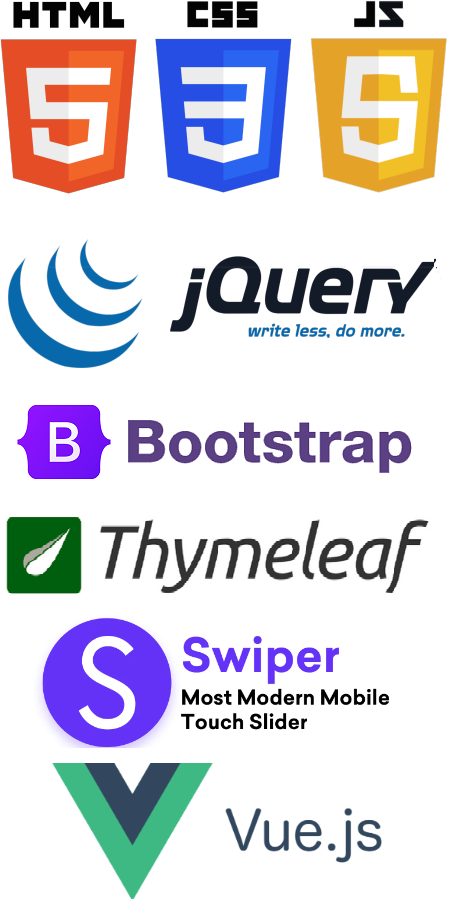 HTML CSS JS
5 3 5
jQuery
write less, do more.
B Bootstrap
Thymeleaf
S Swiper
Most Modern Mobile
Touch Slider
Vue.js